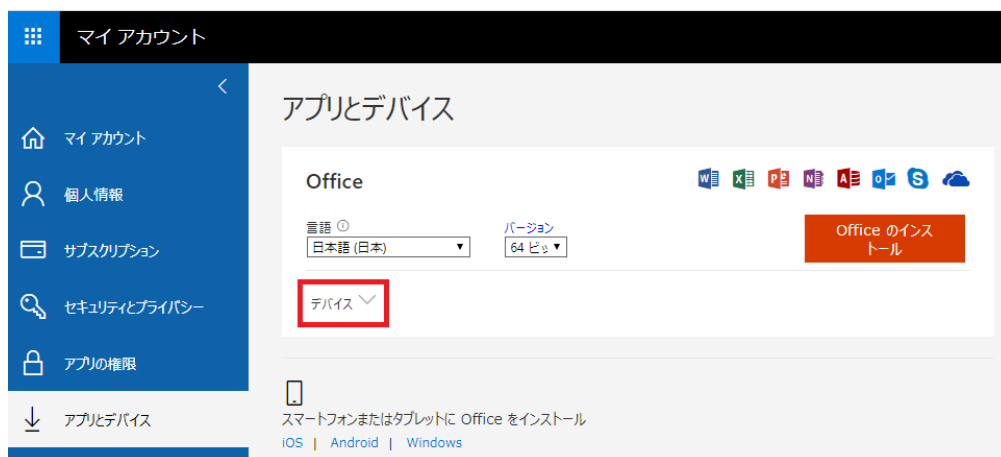 マイ アカウント
マイ アカウント
個人情報
サブスクリプション
セキュリティとプライバシー
アプリの権限
アプリとデバイス
アプリとデバイス
Office
言語
バージョン
日本語 (日本)
64 ビッ
Office のインス
トール
デバイス
スマートフォンまたはタブレットに Office をインストール
iOS | Android | Windows